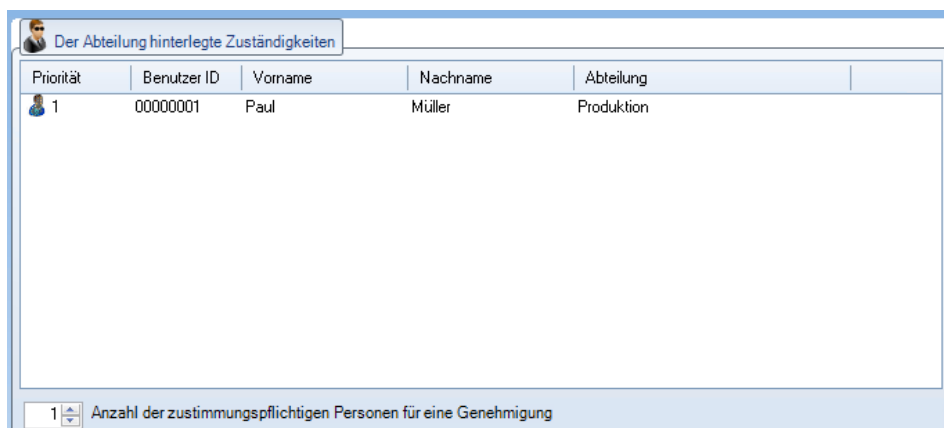 Der Abteilung hinterlegte Zuständigkeiten
Priorität Benutzer ID Vorname Nachname Abteilung
1 00000001 Paul Müller Produktion
1 Anzahl der zustimmungspflichtigen Personen für eine Genehmigung